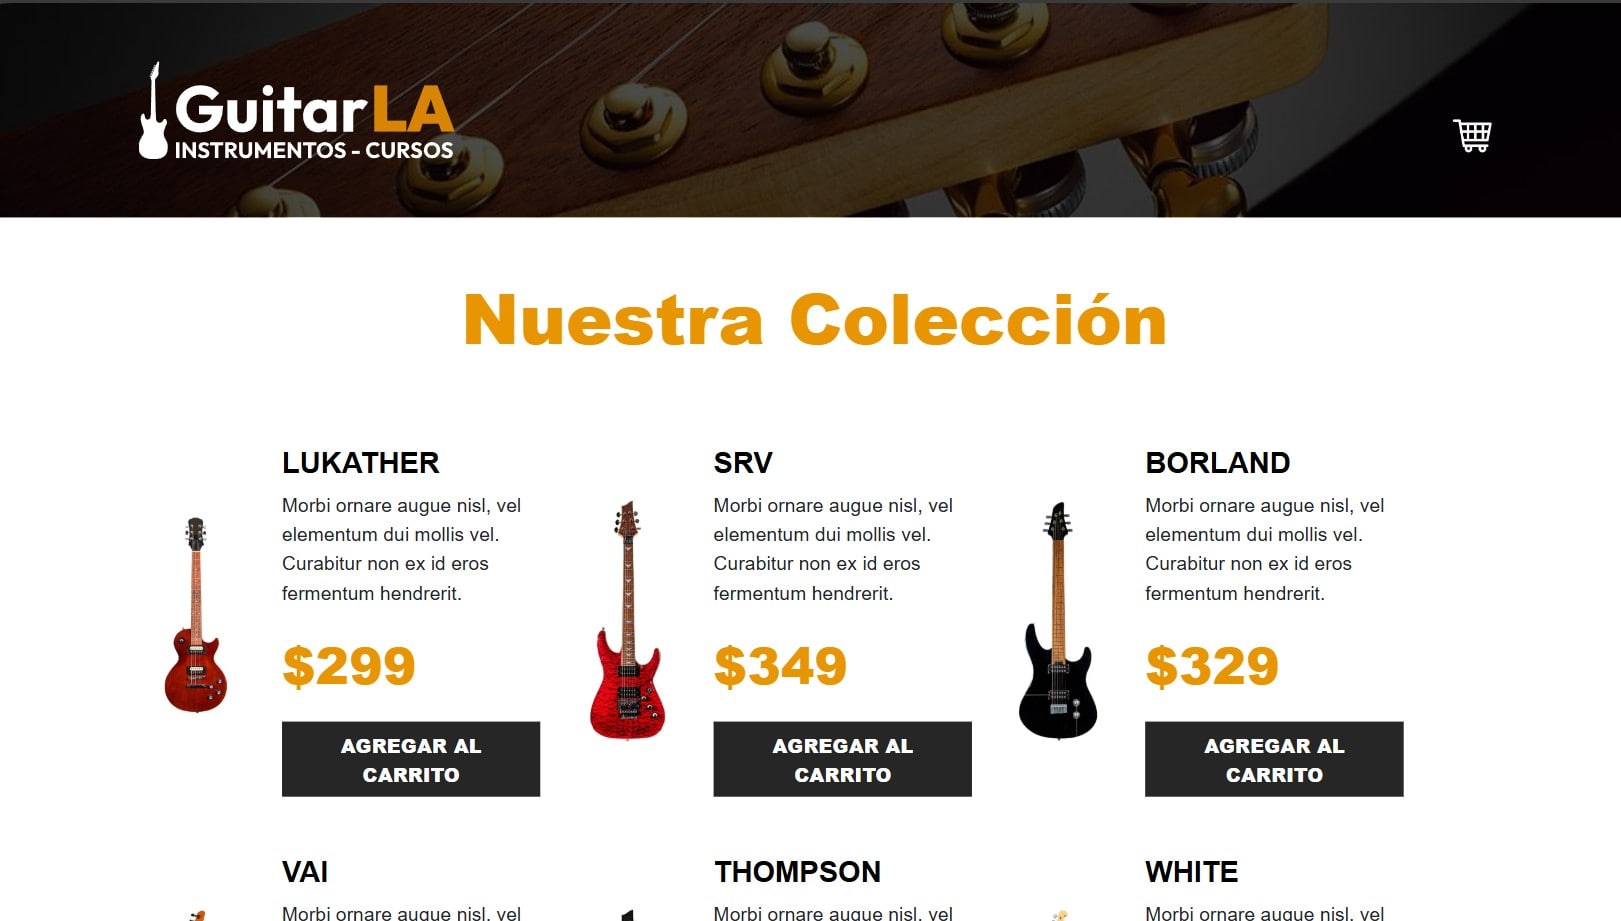 GuitarLA
INSTRUMENTOS - CURSOS
Nuestra Colección
LUKATHER
Morbi ornare augue nisl, vel
elementum dui mollis vel.
Curabitur non ex id eros
fermentum hendrerit.
$299
AGREGAR AL
CARRITO
SRV
Morbi ornare augue nisl, vel
elementum dui mollis vel.
Curabitur non ex id eros
fermentum hendrerit.
$349
AGREGAR AL
CARRITO
BORLAND
Morbi ornare augue nisl, vel
elementum dui mollis vel.
Curabitur non ex id eros
fermentum hendrerit.
$329
AGREGAR AL
CARRITO
VAI
Morbi ornare augue nisl, vel
THOMPSON
Morbi ornare augue nisl, vel
WHITE
Morbi ornare augue nisl, vel